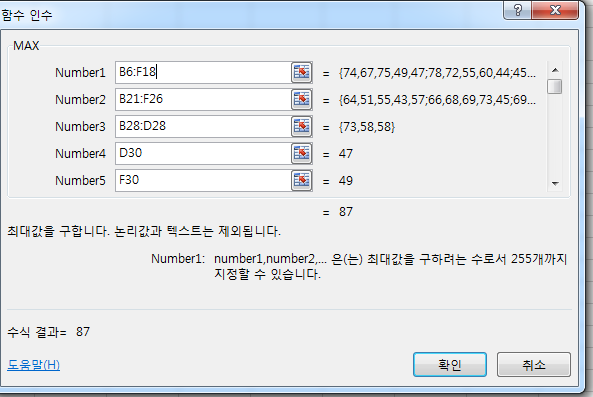 함수 인수
MAX
Number1 B6:F18 = {74,67,75,49,47;78,72,55,60,44;45...
Number2 B21:F26 = {64,51,55,43,57;66,68,69,73,45;69...
Number3 B28:D28 = {73,58,58}
Number4 D30 = 47
Number5 F30 = 49
= 87
최대값을 구합니다. 논리값과 텍스트는 제외됩니다.
Number1: number1,number2,... 은(는) 최대값을 구하려는 수로서 255개까지
지정할 수 있습니다.
수식 결과= 87
도움말(H) 확인 취소